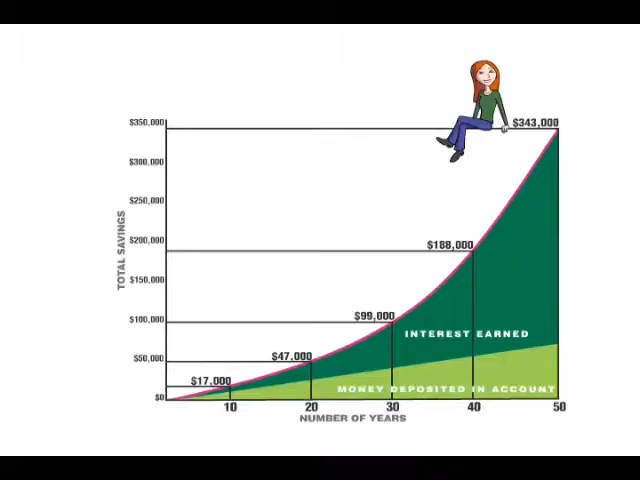 $350,000
$343,000
$300,000
$250,000
$200,000
$188,000
$150,000
$100,000
$99,000
INTEREST EARNED
$50,000
$47,000
$17,000
MONEY DEPOSITED IN ACCOUNT
$0
10 20 30 40 50
NUMBER OF YEARS
TOTAL SAVINGS